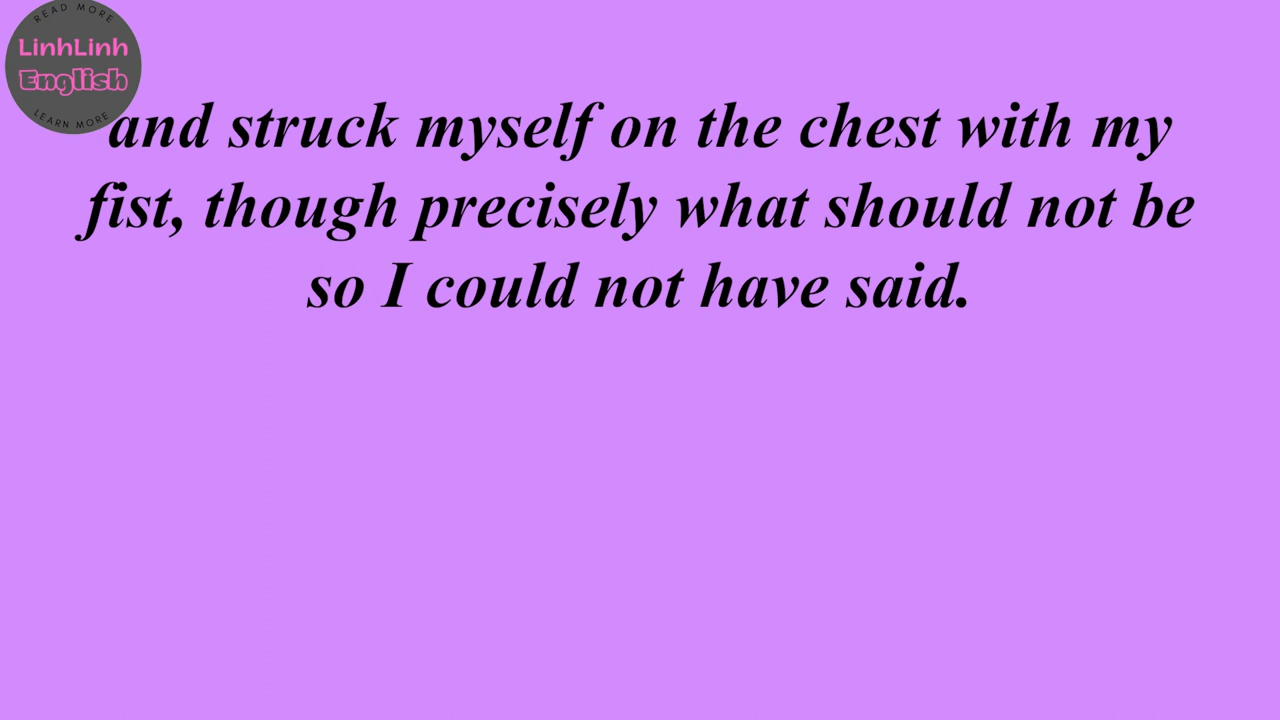 READ MORE
LinhLinh
English
LEARN MORE
and struck myself on the chest with my
fist, though precisely what should not be
so I could not have said.